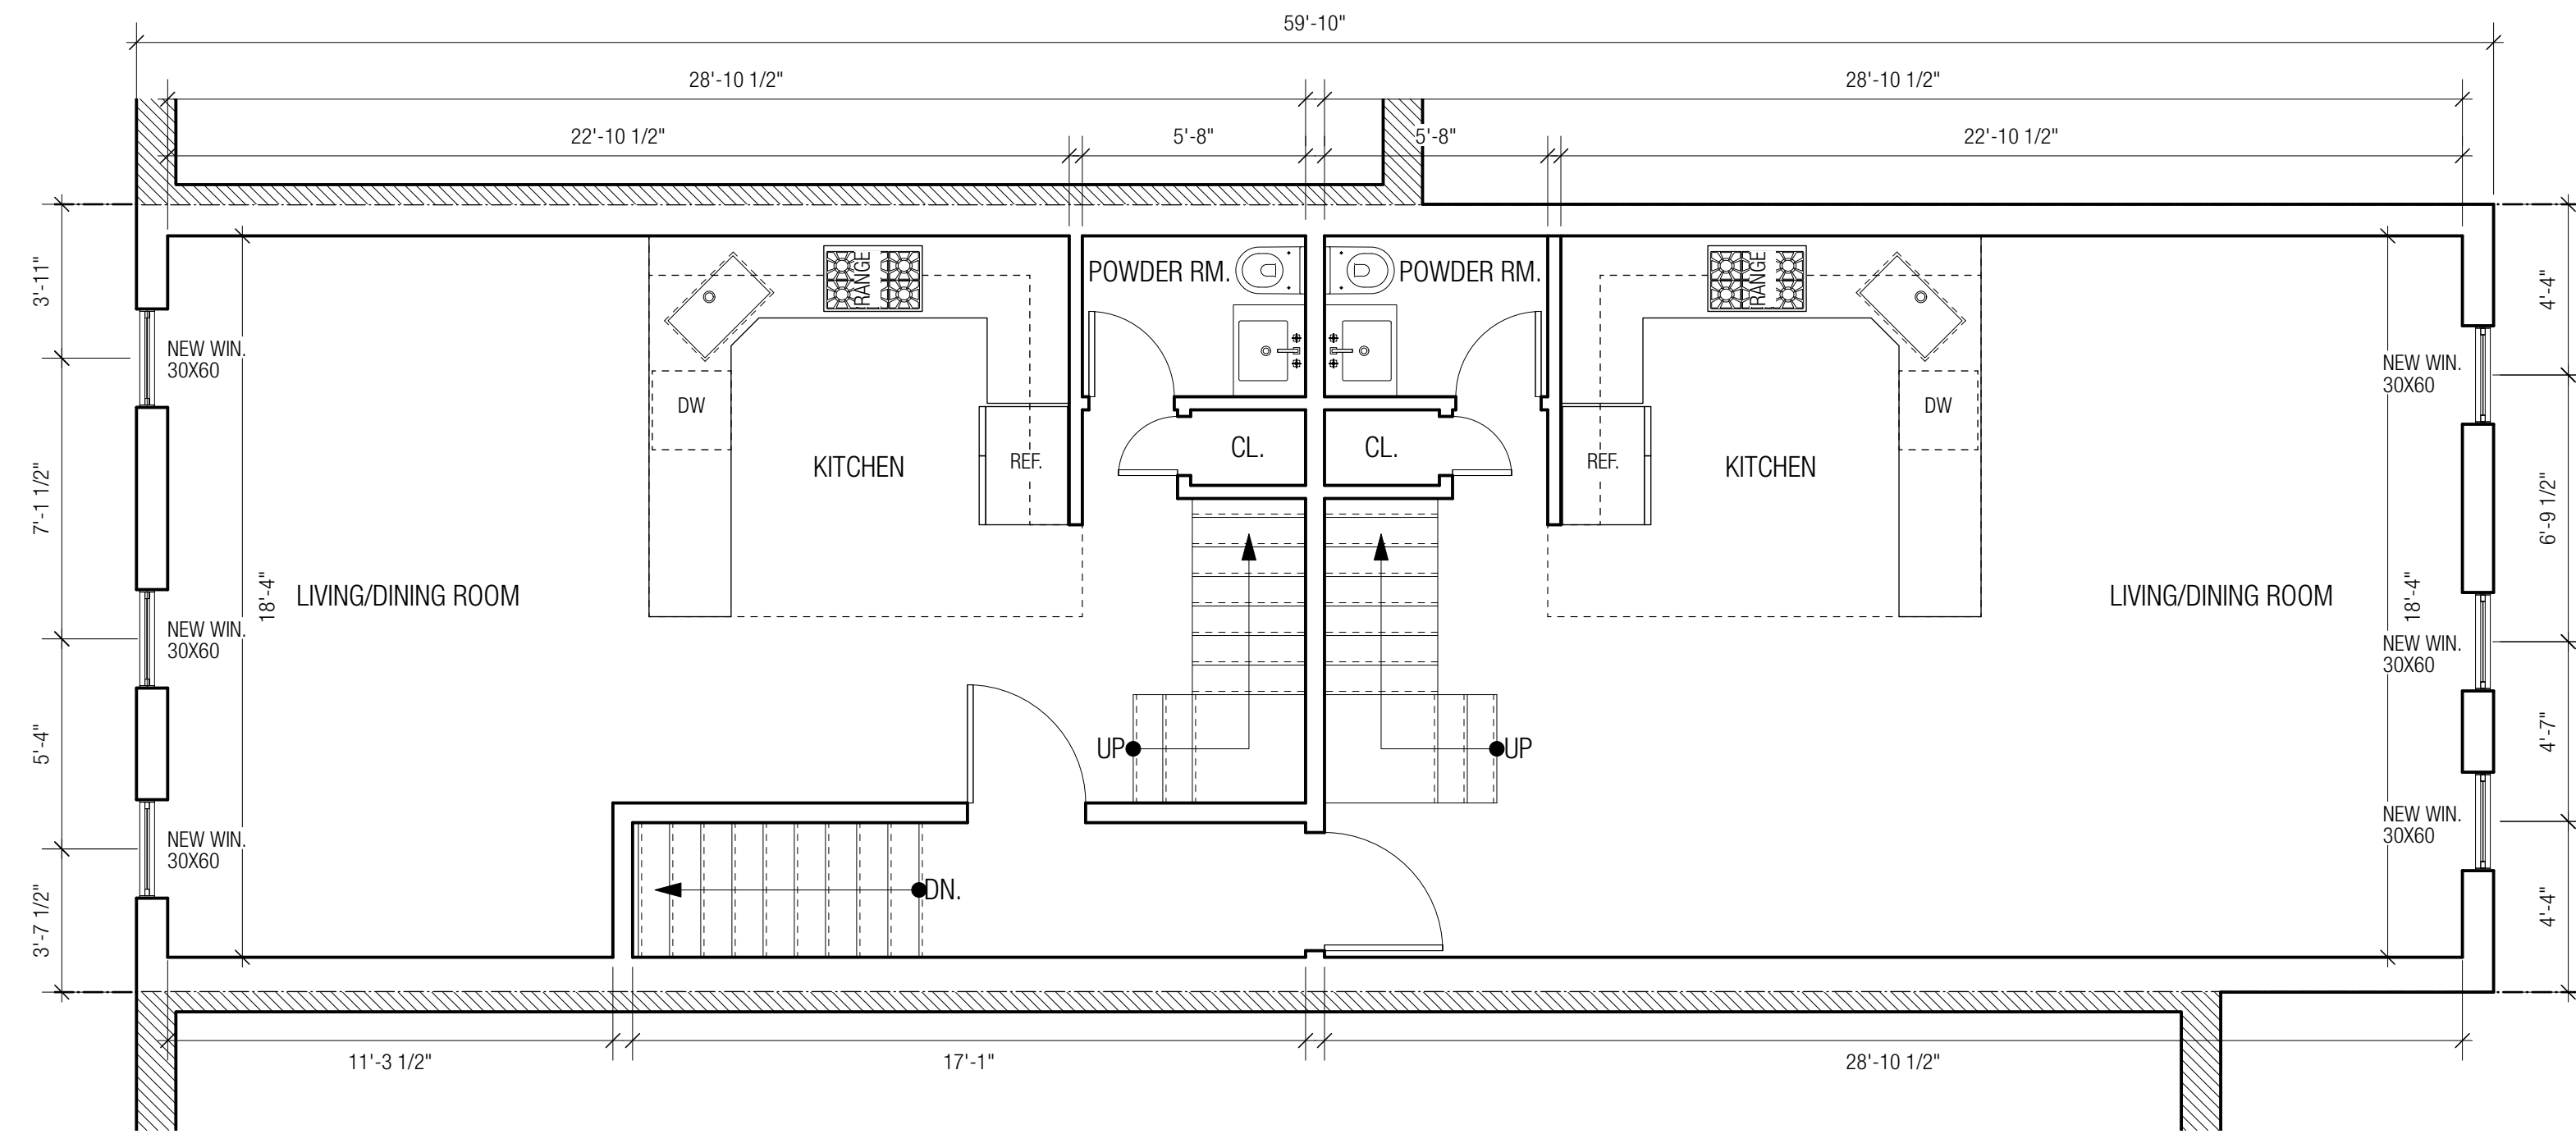 59'-10"
28'-10 1/2"
28'-10 1/2"
22'-10 1/2"
5'-8"
5'-8"
22'-10 1/2"
3'-11"
7'-1 1/2"
5'-4"
3'-7 1/2"
NEW WIN.
30X60
NEW WIN.
30X60
NEW WIN.
30X60
18'-4"
LIVING/DINING ROOM
RANGE
DW
KITCHEN
REF.
POWDER RM.
CL.
UP
DN.
POWDER RM.
CL.
UP
RANGE
DW
KITCHEN
REF.
LIVING/DINING ROOM
18'-4"
NEW WIN.
30X60
NEW WIN.
30X60
NEW WIN.
30X60
4'-4"
6'-9 1/2"
4'-7"
4'-4"
11'-3 1/2"
17'-1"
28'-10 1/2"